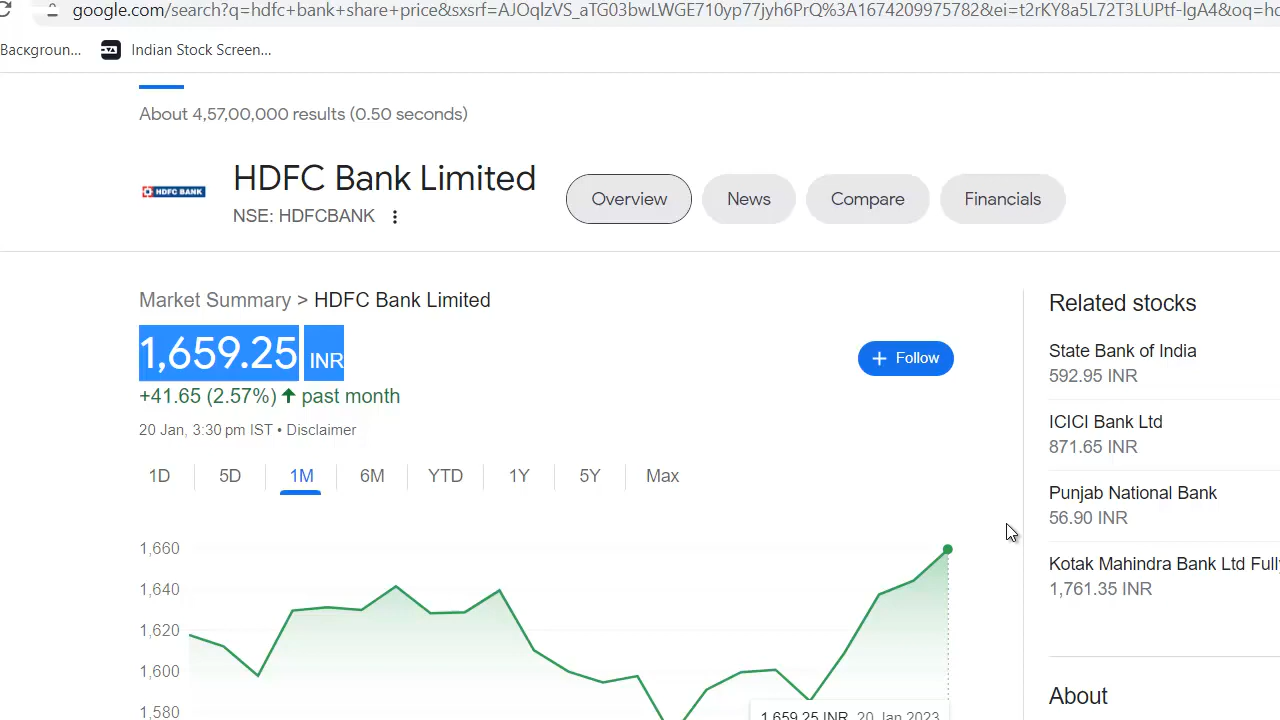 google.com/search?q=hdfc+bank+share+price&sxsrf=AJOqlzVS_aTG03bwLWGE710yp77jyh6PrQ%3A1674209975782&ei=t2rKY8a5L72T3LUPtf-lgA4&oq=hd
Backgroun... Indian Stock Screen...
About 4,57,00,000 results (0.50 seconds)
HDFC BANK
HDFC Bank Limited
NSE: HDFCBANK
Overview News Compare Financials
Market Summary > HDFC Bank Limited
1,659.25 INR
+ Follow
+41.65 (2.57%) ↑ past month
20 Jan, 3:30 pm IST • Disclaimer
1D 5D 1M 6M YTD 1Y 5Y Max
1,660
1,640
1,620
1,600
1,580
1,659.25 INR 20 Jan 2023
Related stocks
State Bank of India
592.95 INR
ICICI Bank Ltd
871.65 INR
Punjab National Bank
56.90 INR
Kotak Mahindra Bank Ltd Fully
1,761.35 INR
About